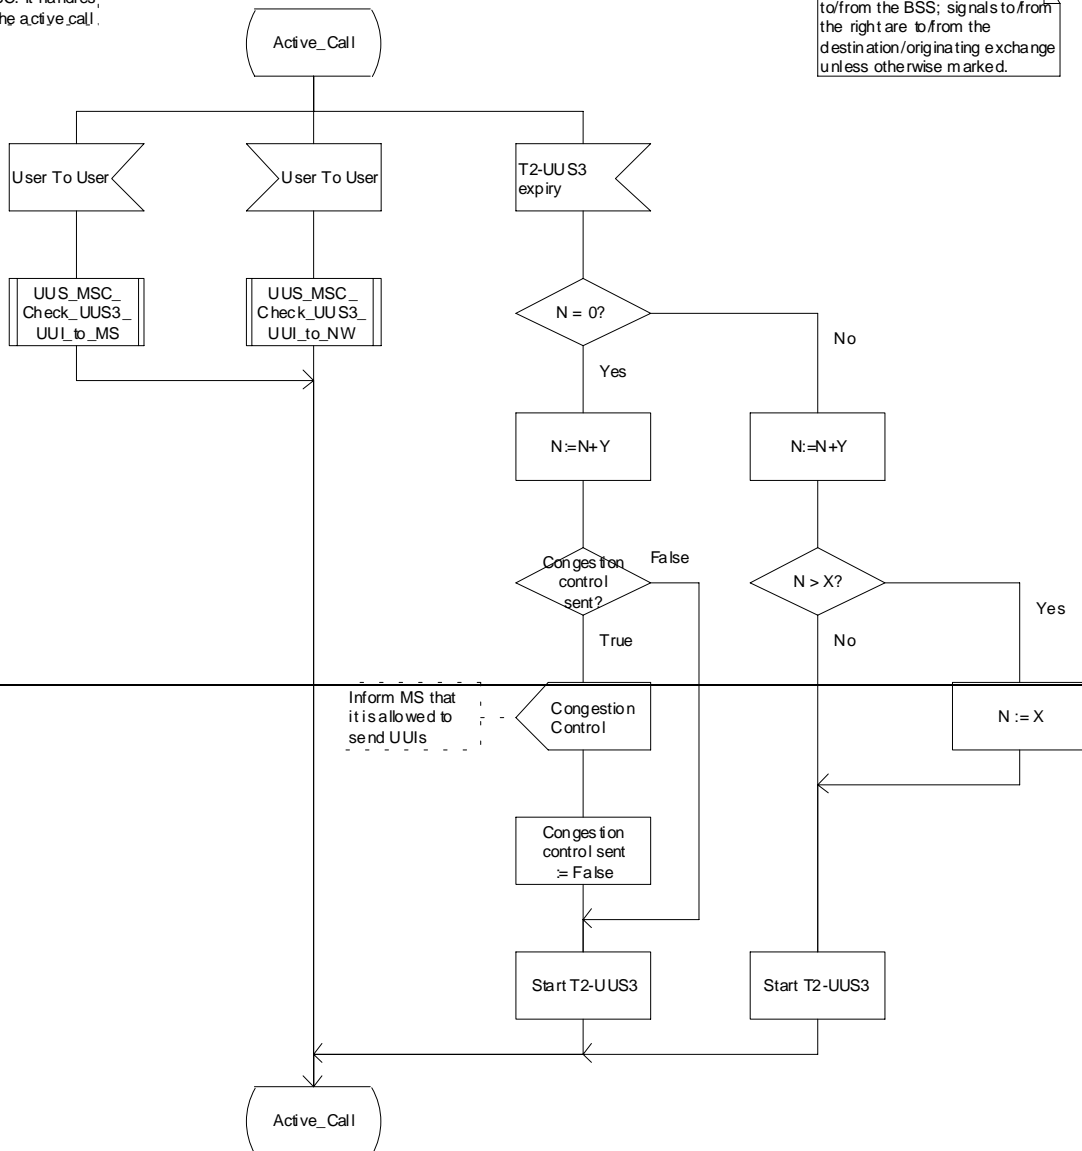 he active call
to/from the BSS; signals to/from
the right are to/from the
destination/originating exchange
unless otherwise marked.
Active_Call
User To User
User To User
T2-UUS3
expiry
UUS_MSC_
Check_UUS3_
UUI_to_MS
UUS_MSC_
Check_UUS3_
UUI_to_NW
N = 0?
No
Yes
N:=N+Y
N:=N+Y
Congestion
control
sent?
False
N > X?
Yes
True
No
Inform MS that
it is allowed to
send UUIs
Congestion
Control
N := X
Congestion
control sent
:= False
Start T2-UUS3
Start T2-UUS3
Active_Call